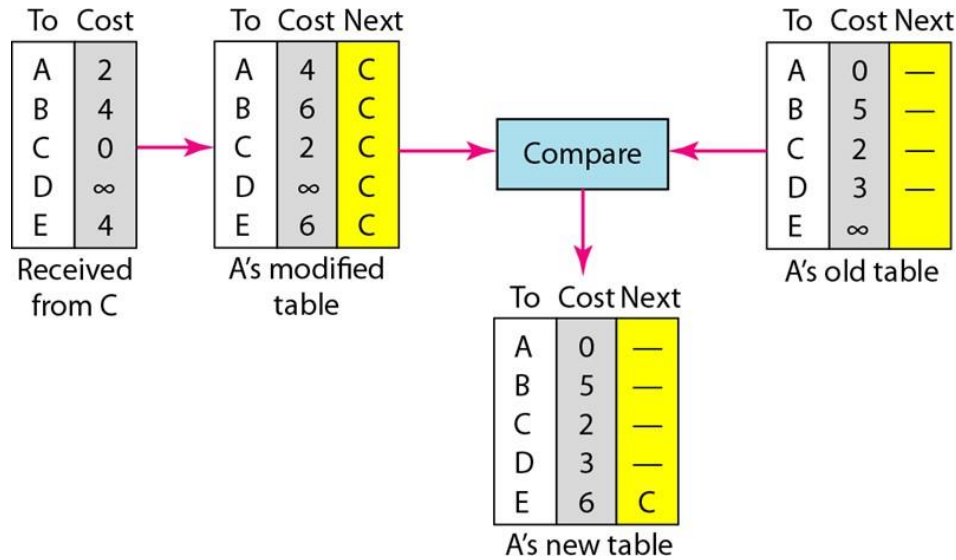 To Cost
A 2
B 4
C 0
D ∞
E 4
Received
from C
To Cost Next
A 4 C
B 6 C
C 2 C
D ∞ C
E 6 C
A's modified
table
Compare
To Cost Next
A 0 —
B 5 —
C 2 —
D 3 —
E ∞
A's old table
To Cost Next
A 0 —
B 5 —
C 2 —
D 3 —
E 6 C
A's new table